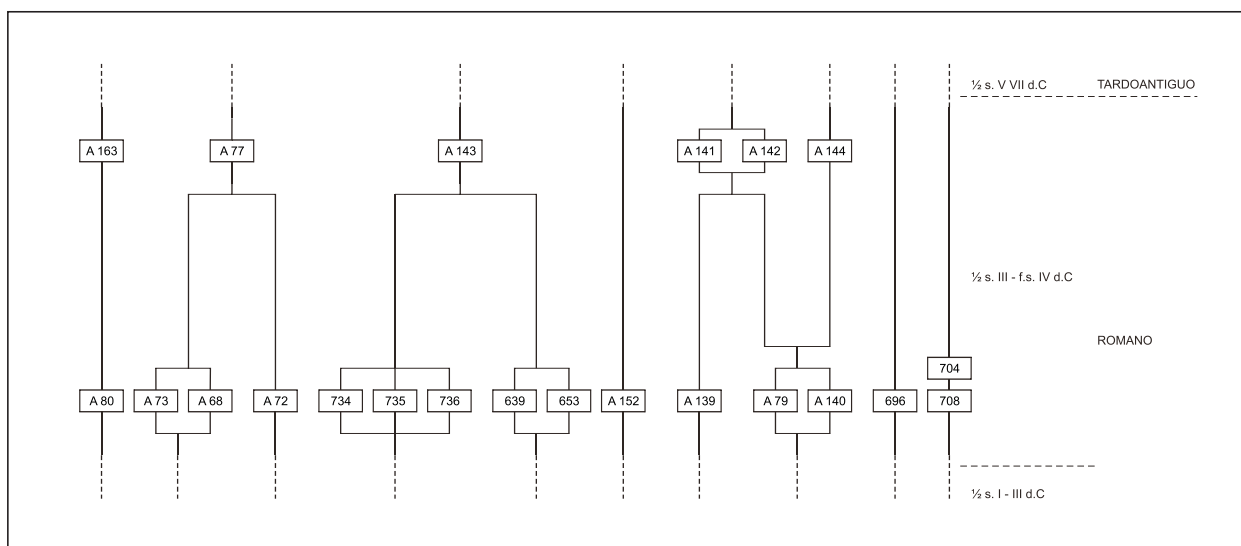 ½ s. V VII d.C TARDOANTIGUO
A 163 A 77 A 143 A 141 A 142 A 144
½ s. III - f.s. IV d.C
ROMANO
704
A 80 A 73 A 68 A 72 734 735 736 639 653 A 152 A 139 A 79 A 140 696 708
½ s. I - III d.C